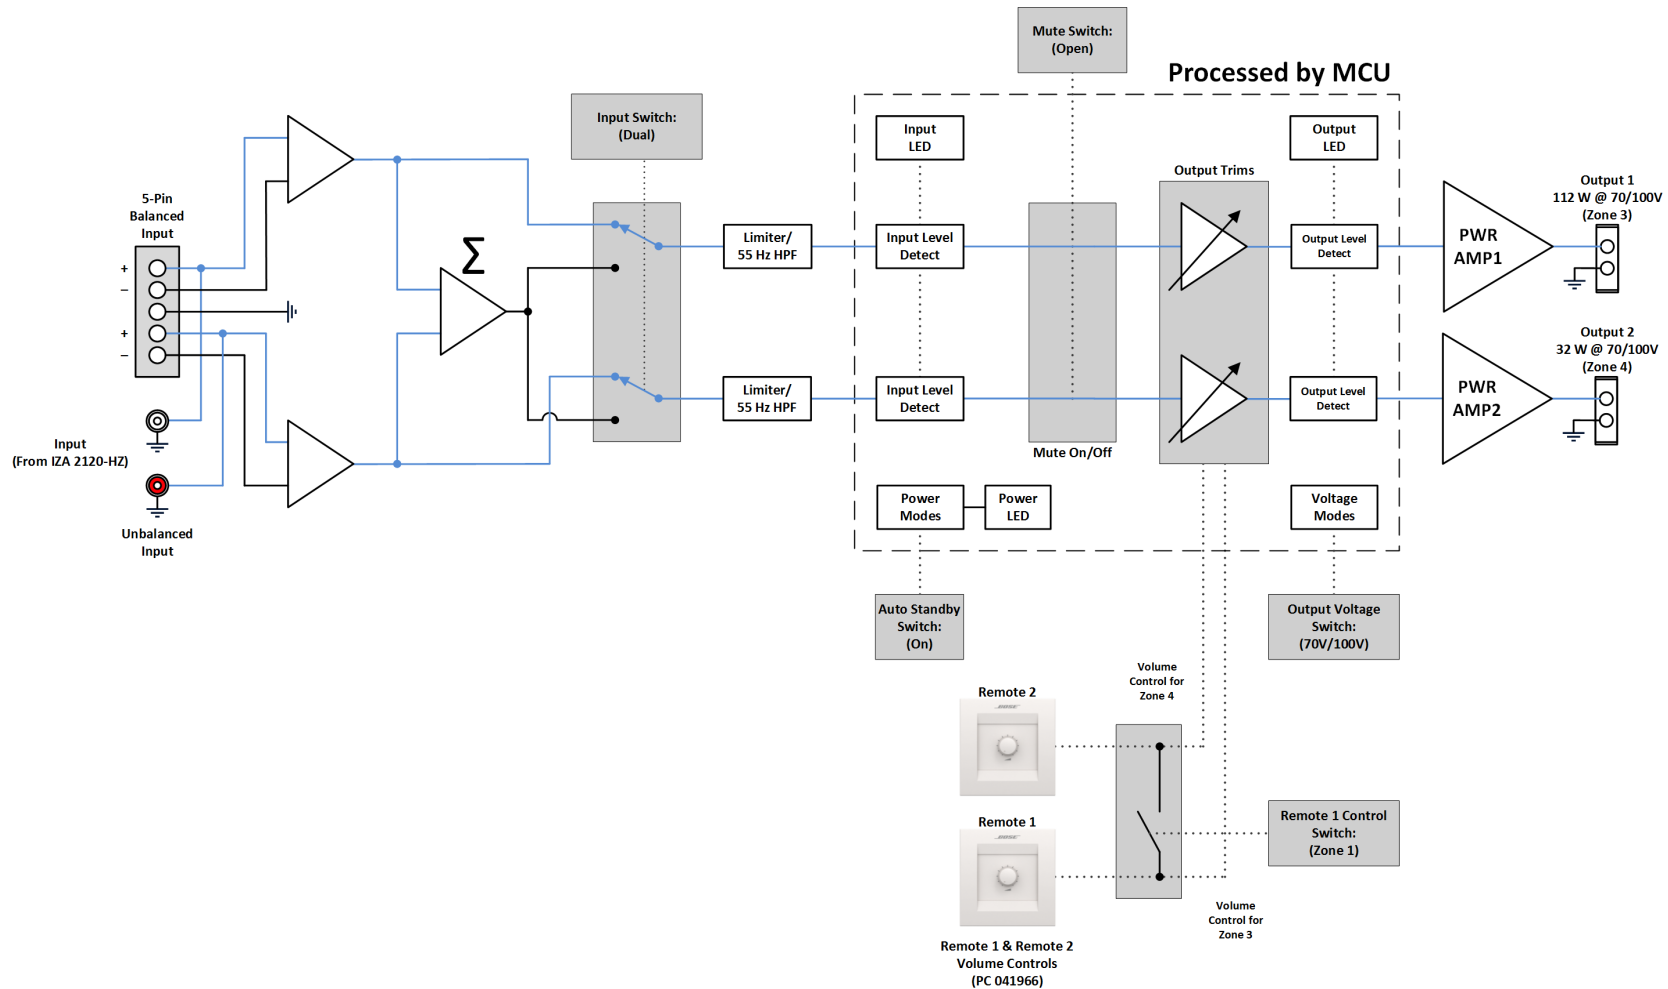 Mute Switch:
(Open)
Processed by MCU
Input Switch:
(Dual)
Input
LED
Output
LED
Output Trims
5-Pin
Balanced
Input
Σ
+
–
+
–
Limiter/
55 Hz HPF
Input Level
Detect
Output Level
Detect
PWR
AMP1
Output 1
112 W @ 70/100V
(Zone 3)
Limiter/
55 Hz HPF
Input Level
Detect
Output Level
Detect
PWR
AMP2
Output 2
32 W @ 70/100V
(Zone 4)
Mute On/Off
Input
(From IZA 2120-HZ)
Unbalanced
Input
Power
Modes
Power
LED
Voltage
Modes
Auto Standby
Switch:
(On)
Output Voltage
Switch:
(70V/100V)
Volume
Control for
Zone 4
Remote 2
BOSE
Remote 1
BOSE
Remote 1 Control
Switch:
(Zone 1)
Volume
Control for
Zone 3
Remote 1 & Remote 2
Volume Controls
(PC 041966)